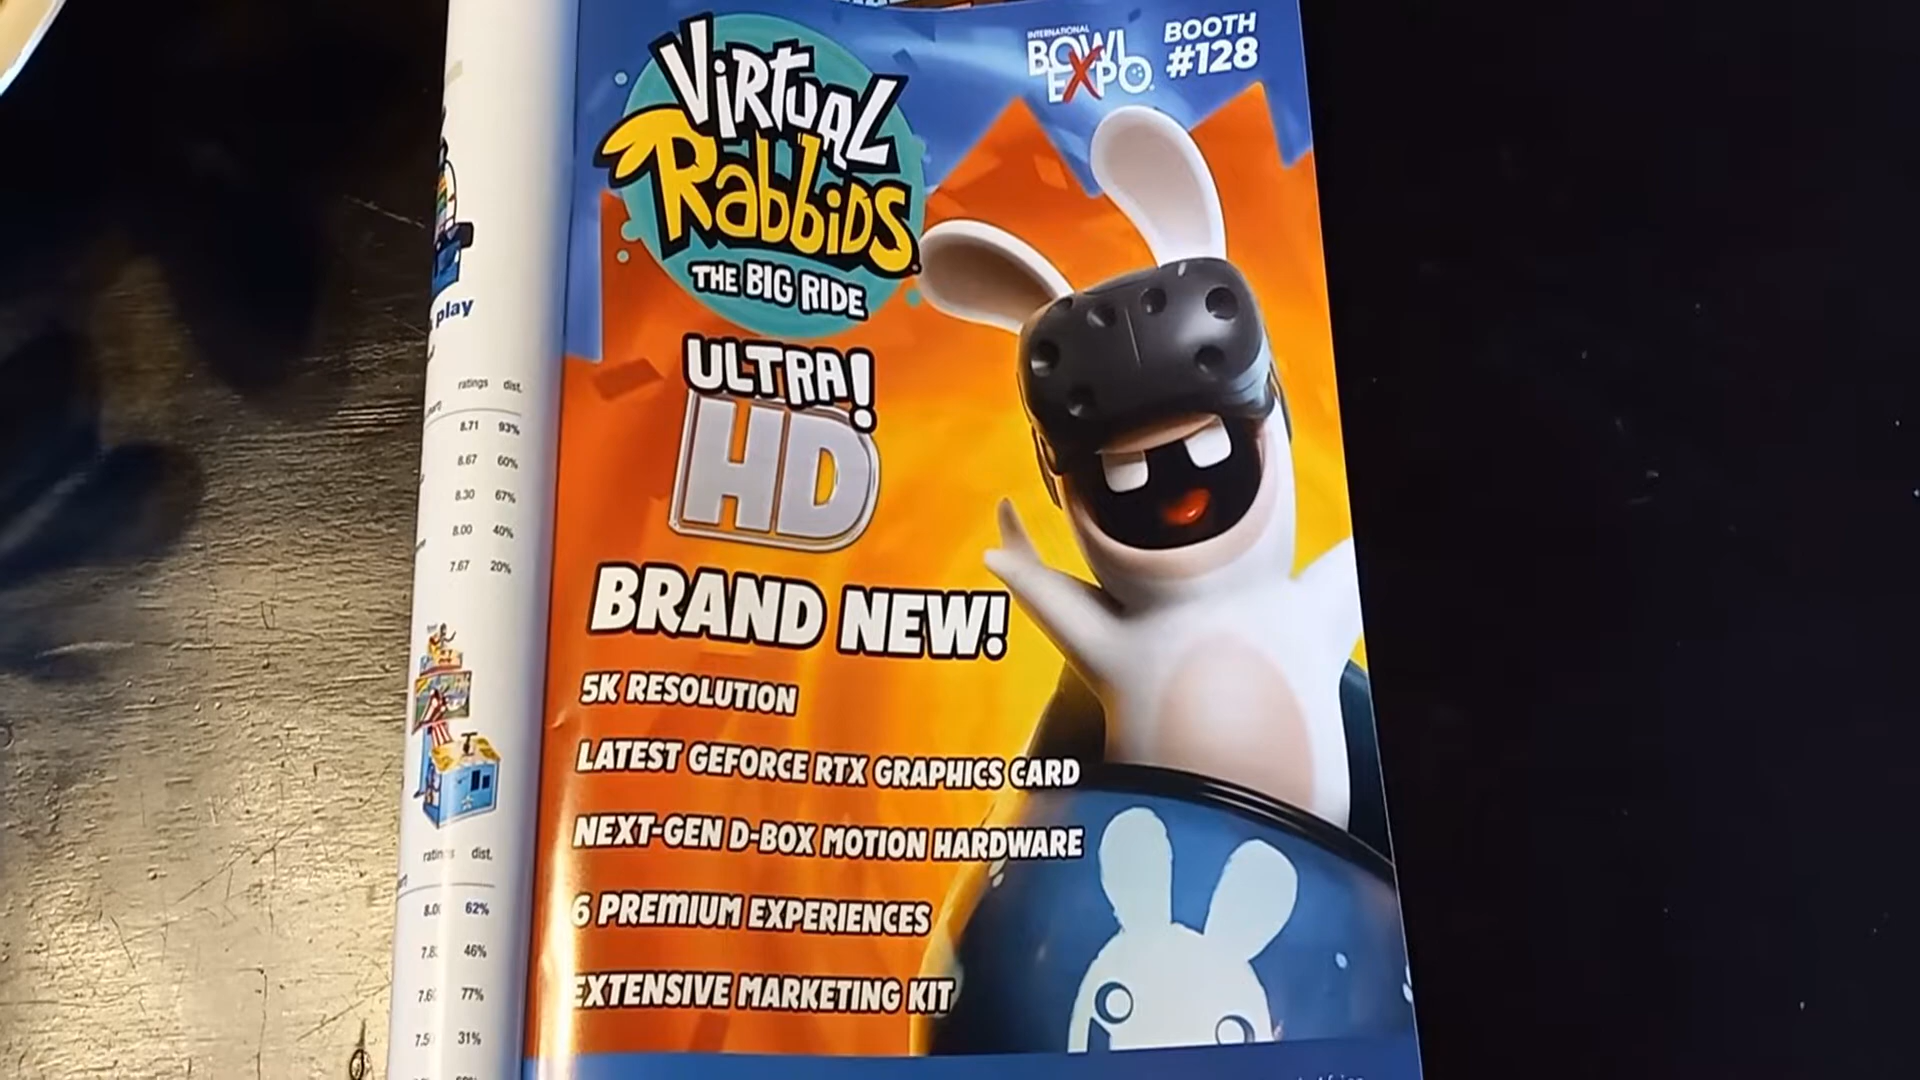 play
ratings dist.
8.71 93%
8.67 60%
8.30 67%
8.00 40%
7.67 20%
dist.
62%
46%
77%
31%
VIRTUAL
RABBIDS
THE BIG RIDE
INTERNATIONAL
BOWL
EXPO
BOOTH
#128
ULTRA!
HD
BRAND NEW!
5K RESOLUTION
LATEST GEFORCE RTX GRAPHICS CARD
NEXT-GEN D-BOX MOTION HARDWARE
6 PREMIUM EXPERIENCES
EXTENSIVE MARKETING KIT